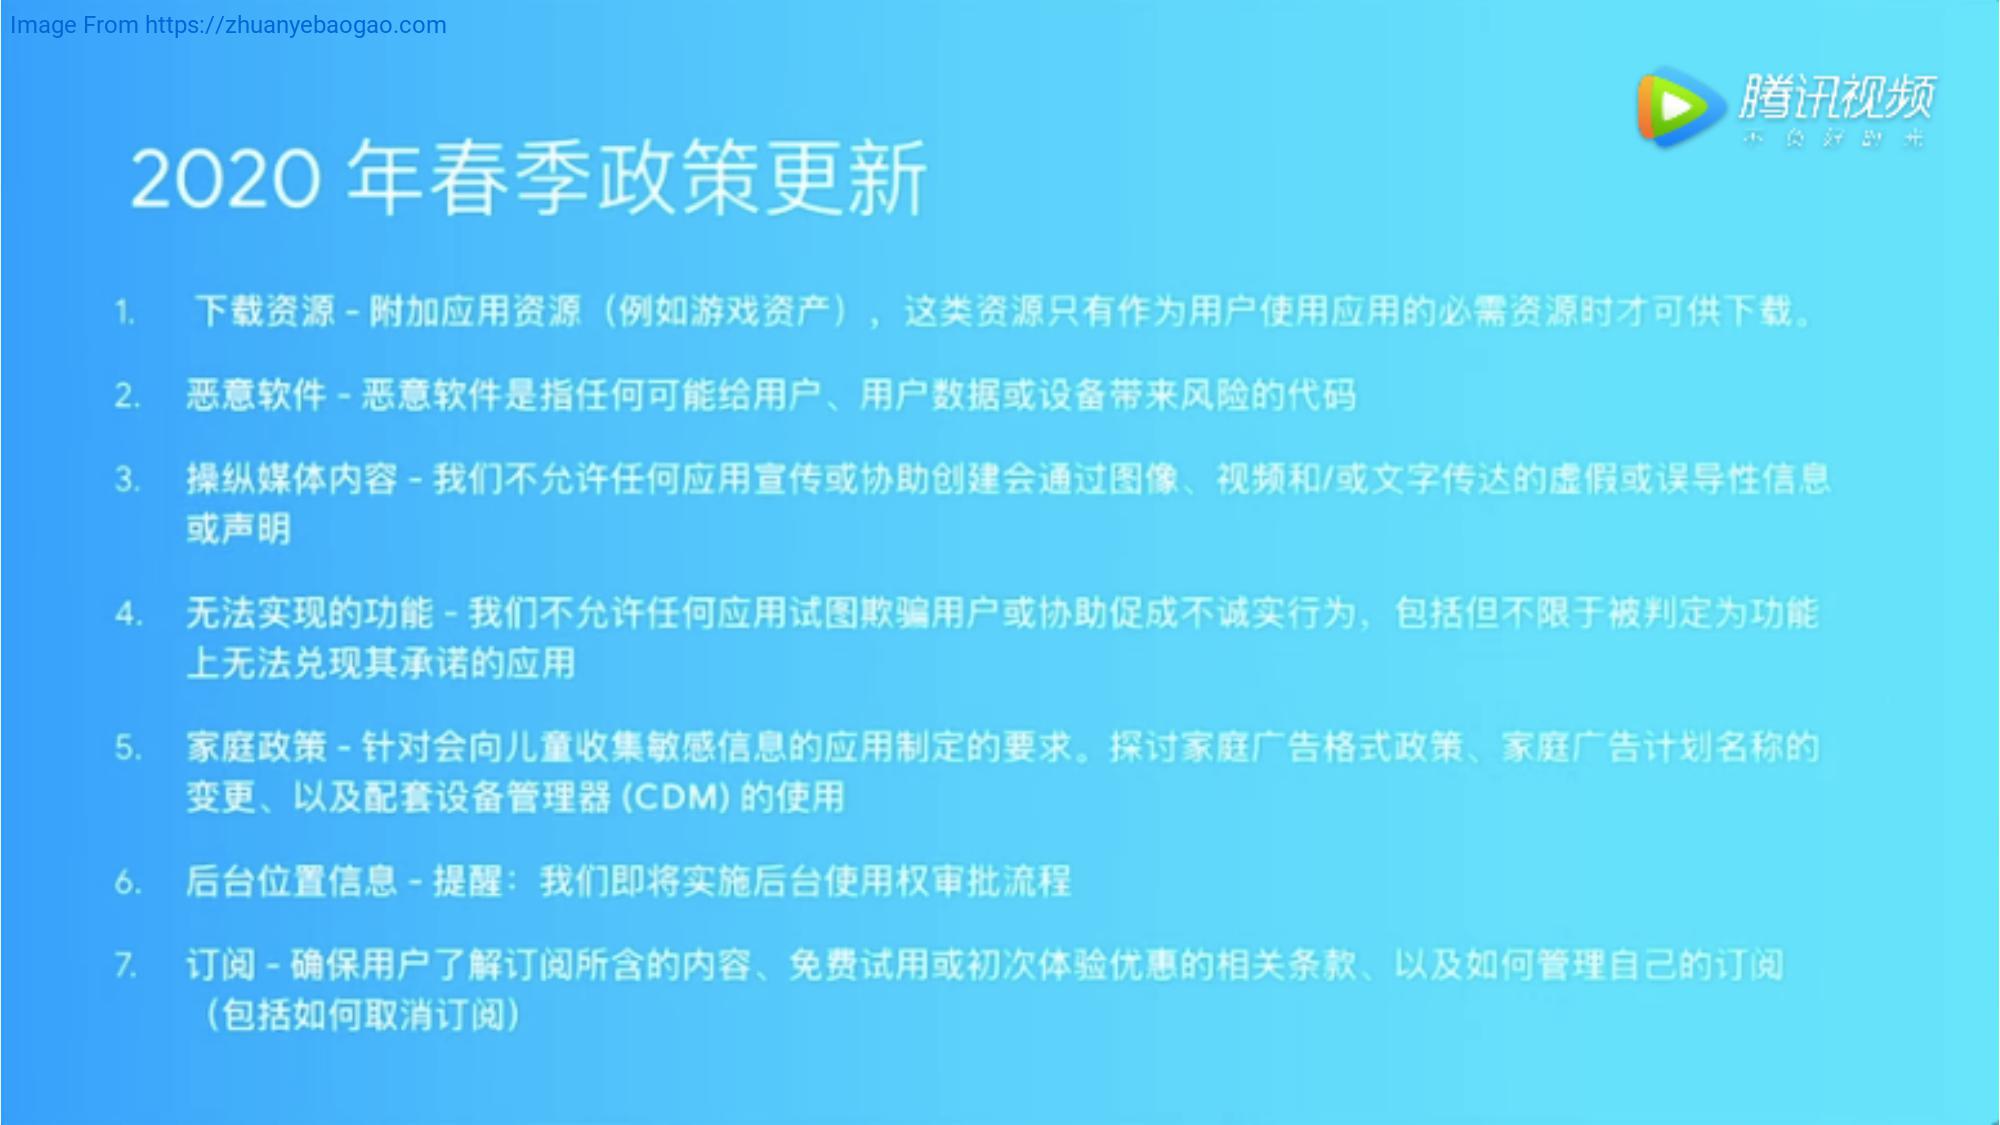 Image From https://zhuanyebaogao.com
腾讯视频
不负好时光
2020 年春季政策更新
1. 下载资源 - 附加应用资源（例如游戏资产），这类资源只有作为用户使用应用的必需资源时才可供下载。
2. 恶意软件 - 恶意软件是指任何可能给用户、用户数据或设备带来风险的代码
3. 操纵媒体内容 - 我们不允许任何应用宣传或协助创建会通过图像、视频和/或文字传达的虚假或误导性信息
或声明
4. 无法实现的功能 - 我们不允许任何应用试图欺骗用户或协助促成不诚实行为，包括但不限于被判定为功能
上无法兑现其承诺的应用
5. 家庭政策 - 针对会向儿童收集敏感信息的应用制定的要求。探讨家庭广告格式政策、家庭广告计划名称的
变更、以及配套设备管理器 (CDM) 的使用
6. 后台位置信息 - 提醒：我们即将实施后台使用权审批流程
7. 订阅 - 确保用户了解订阅所含的内容、免费试用或初次体验优惠的相关条款、以及如何管理自己的订阅
（包括如何取消订阅）